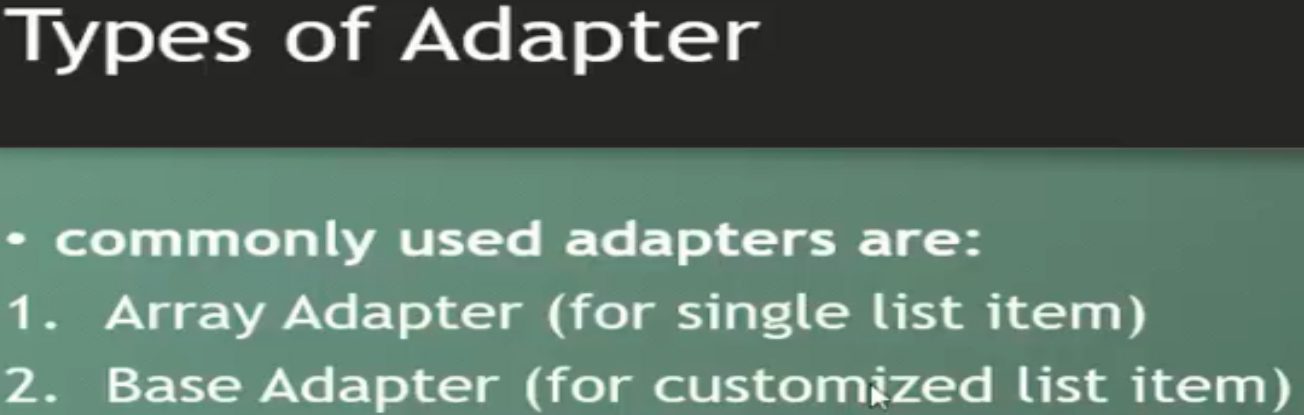 Types of Adapter
• commonly used adapters are:
1. Array Adapter (for single list item)
2. Base Adapter (for customized list item)